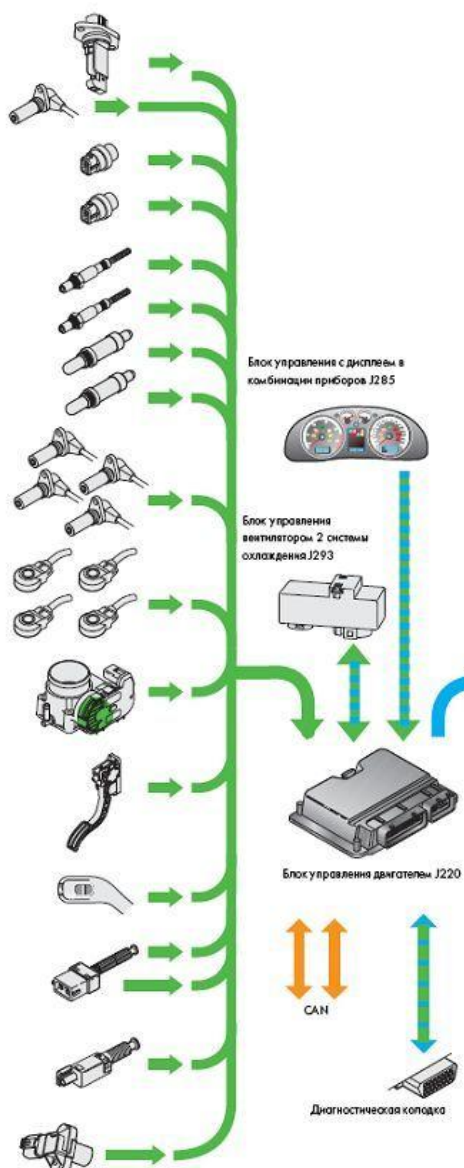 Блок управления с дисплеем в
комбинации приборов J285
Блок управления
вентилятором 2 системы
охлаждения J293
Блок управления двигателем J220
CAN
Диагностическая колодка